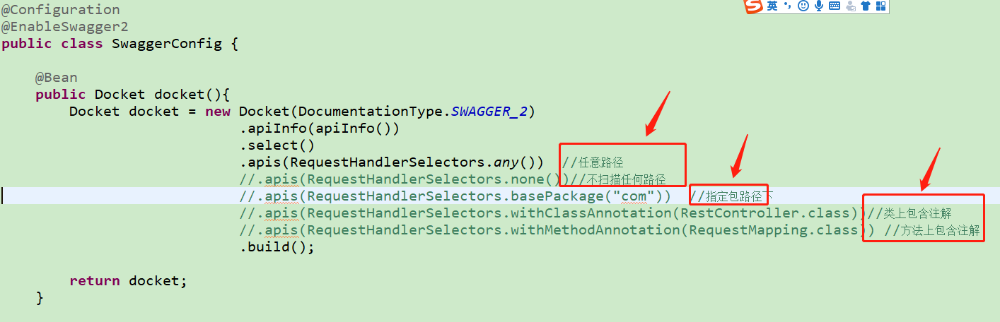 英
@Configuration
@EnableSwagger2
public class SwaggerConfig {
@Bean
public Docket docket(){
Docket docket = new Docket(DocumentationType.SWAGGER_2)
.apiInfo(apiInfo())
.select()
.apis(RequestHandlerSelectors.any()) //任意路径
//.apis(RequestHandlerSelectors.none())//不扫描任何路径
//.apis(RequestHandlerSelectors.basePackage("com")) //指定包路径下
//.apis(RequestHandlerSelectors.withClassAnnotation(RestController.class))//类上包含注解
//.apis(RequestHandlerSelectors.withMethodAnnotation(RequestMapping.class)) //方法上包含注解
.build();
return docket;
}